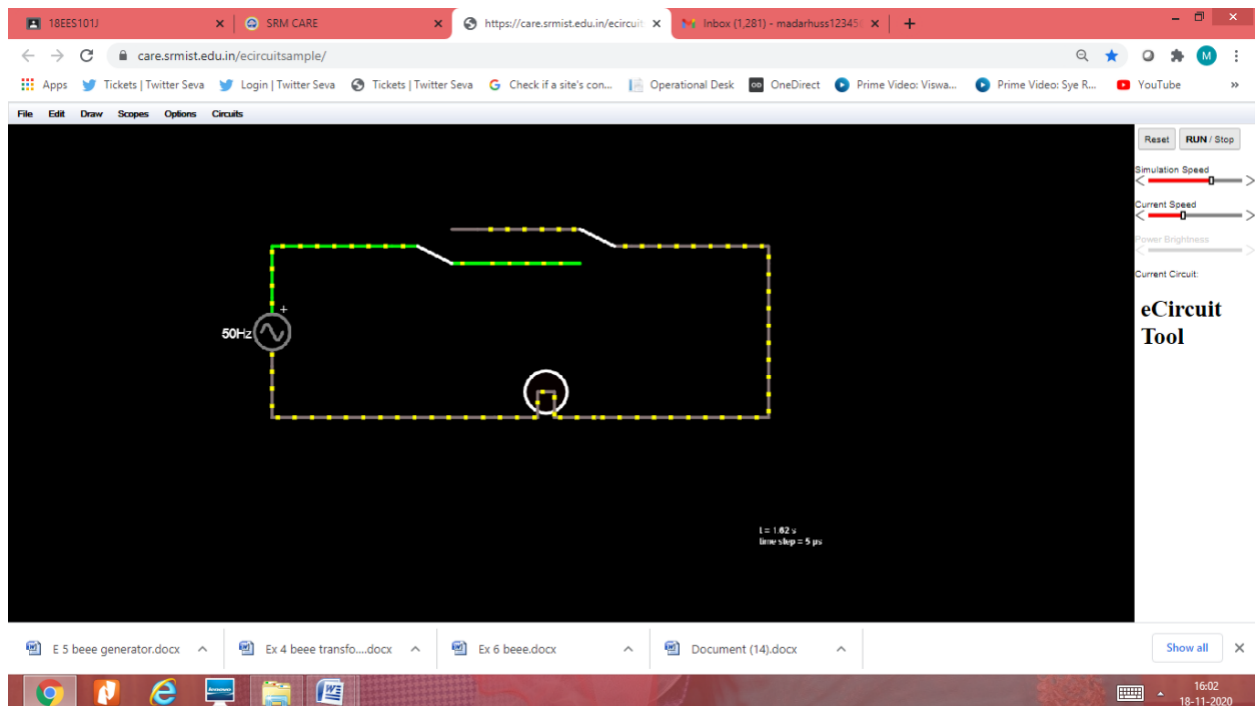 18EES101J
SRM CARE
https://care.srmist.edu.in/ecircuit
Inbox (1,281) - madarhuss12345
care.srmist.edu.in/ecircuitsample/
M
Apps
Tickets | Twitter Seva
Login | Twitter Seva
Tickets | Twitter Seva
Check if a site's con...
Operational Desk
OneDirect
Prime Video: Viswa...
Prime Video: Sye R...
YouTube
File Edit Draw Scopes Options Circuits
Reset
RUN / Stop
Simulation Speed
Current Speed
Power Brightness
Current Circuit:
eCircuit
Tool
+
50Hz
t = 1.62 s
time step = 5 µs
E 5 beee generator.docx
Ex 4 beee transfo....docx
Ex 6 beee.docx
Document (14).docx
Show all
lenovo
16:02
18-11-2020